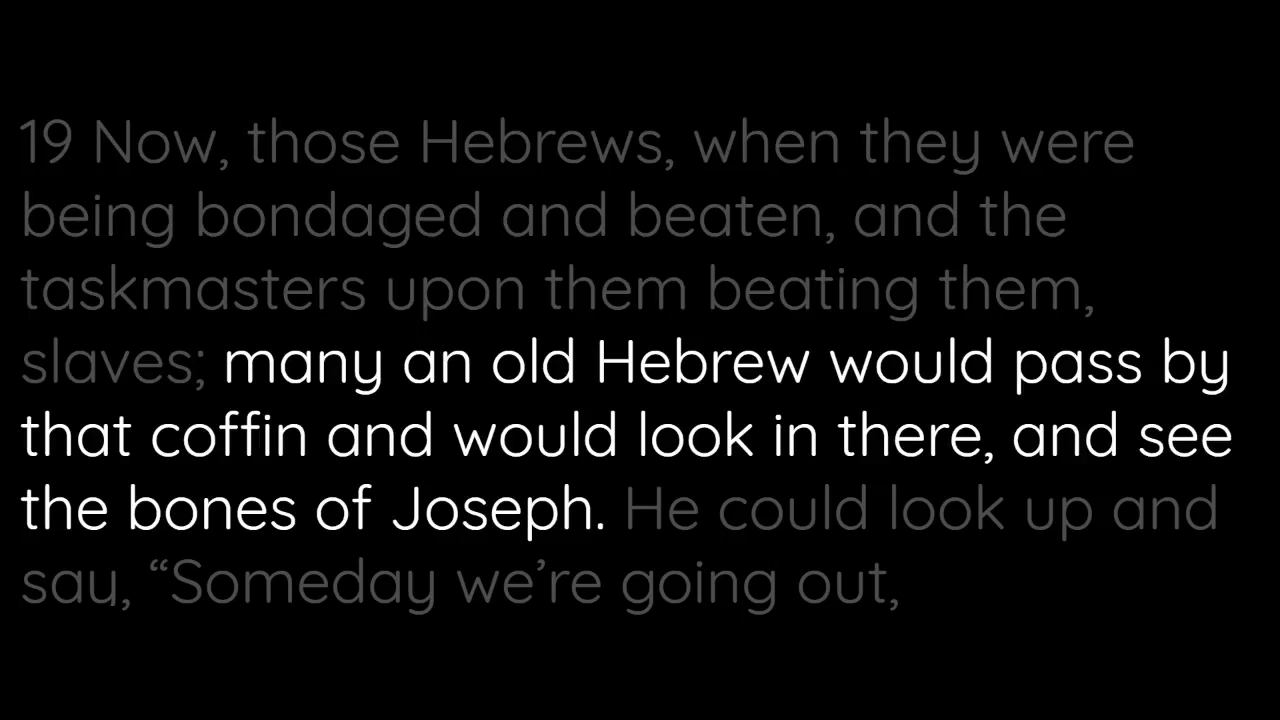 19 Now, those Hebrews, when they were
being bondaged and beaten, and the
taskmasters upon them beating them,
slaves; many an old Hebrew would pass by
that coffin and would look in there, and see
the bones of Joseph. He could look up and
say, “Someday we’re going out,